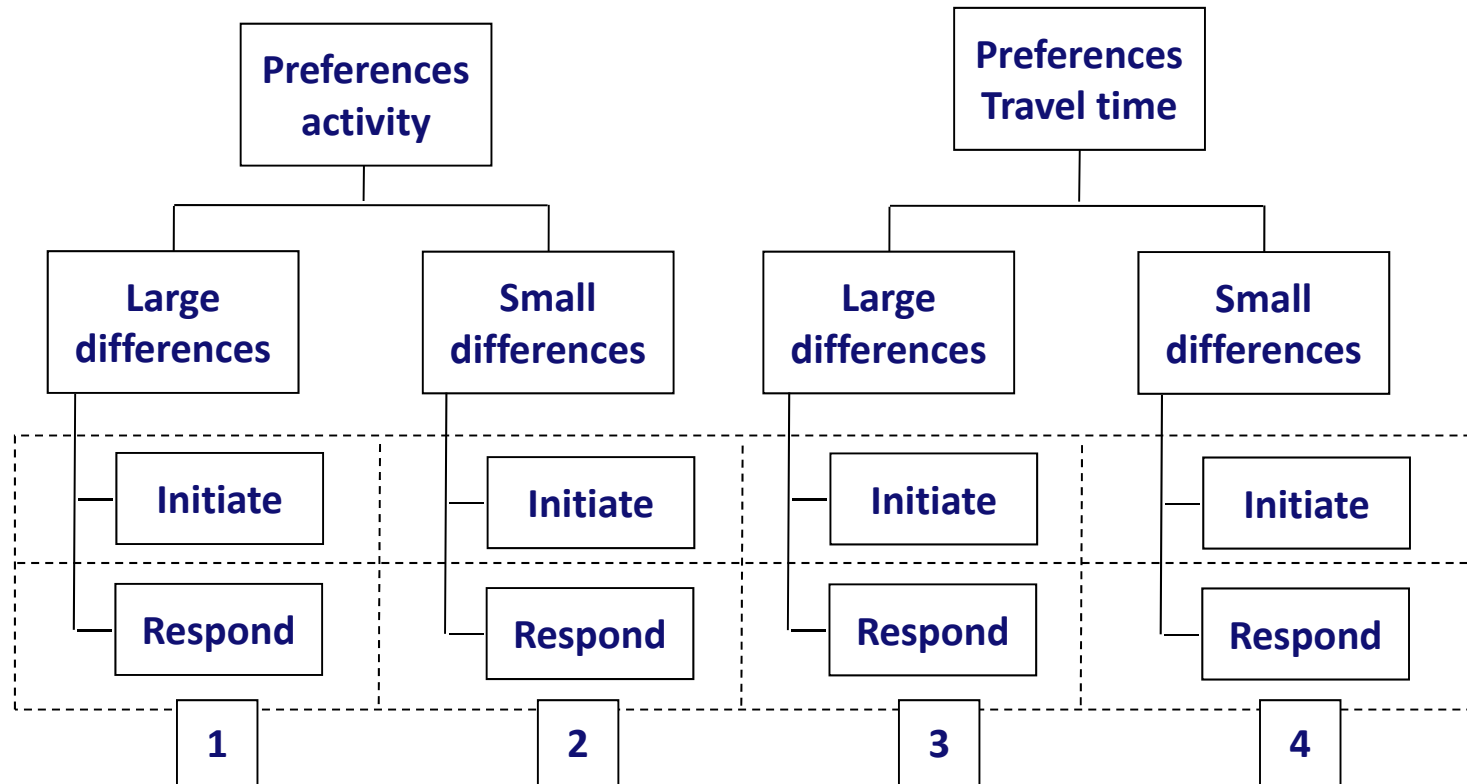 Preferences
activity
Preferences
Travel time
Large
differences
Small
differences
Large
differences
Small
differences
Initiate
Initiate
Initiate
Initiate
Respond
Respond
Respond
Respond
1
2
3
4